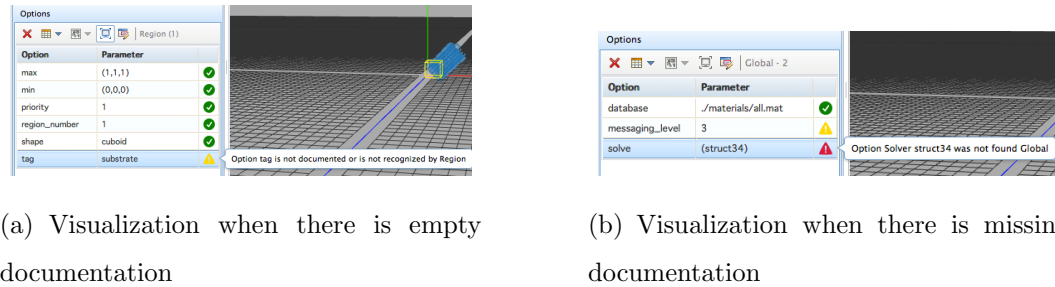 Options
Region (1)
Option Parameter
max (1,1,1)
min (0,0,0)
priority 1
region_number 1
shape cuboid
tag substrate
Option tag is not documented or is not recognized by Region
(a) Visualization when there is empty
documentation
Options
Global - 2
Option Parameter
database ./materials/all.mat
messaging_level 3
solve (struct34)
Option Solver struct34 was not found Global
(b) Visualization when there is missin
documentation